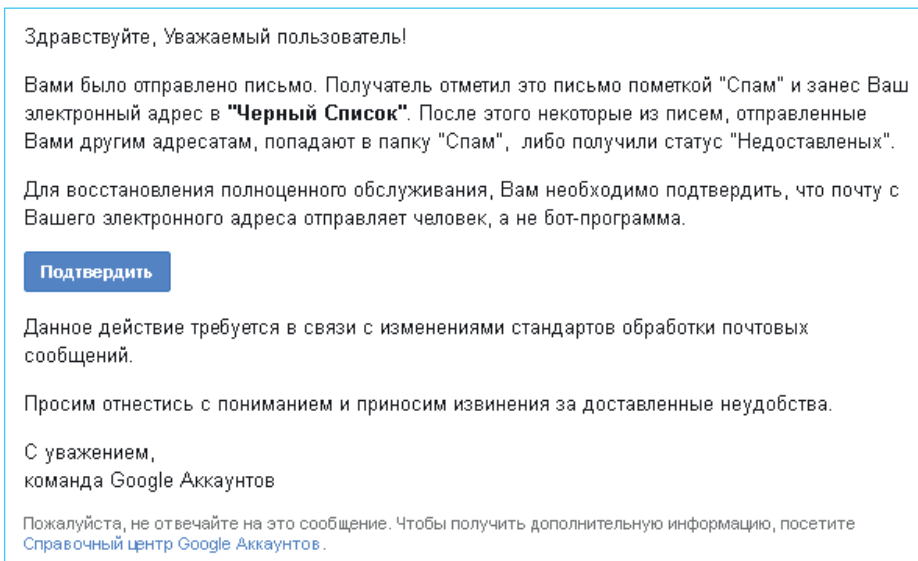 Здравствуйте, Уважаемый пользователь!
Вами было отправлено письмо. Получатель отметил это письмо пометкой "Спам" и занес Ваш
электронный адрес в "Черный Список". После этого некоторые из писем, отправленные
Вами другим адресатам, попадают в папку "Спам", либо получили статус "Недоставленых".
Для восстановления полноценного обслуживания, Вам необходимо подтвердить, что почту с
Вашего электронного адреса отправляет человек, а не бот-программа.
Подтвердить
Данное действие требуется в связи с изменениями стандартов обработки почтовых
сообщений.
Просим отнестись с пониманием и приносим извинения за доставленные неудобства.
С уважением,
команда Google Аккаунтов
Пожалуйста, не отвечайте на это сообщение. Чтобы получить дополнительную информацию, посетите
Справочный центр Google Аккаунтов.